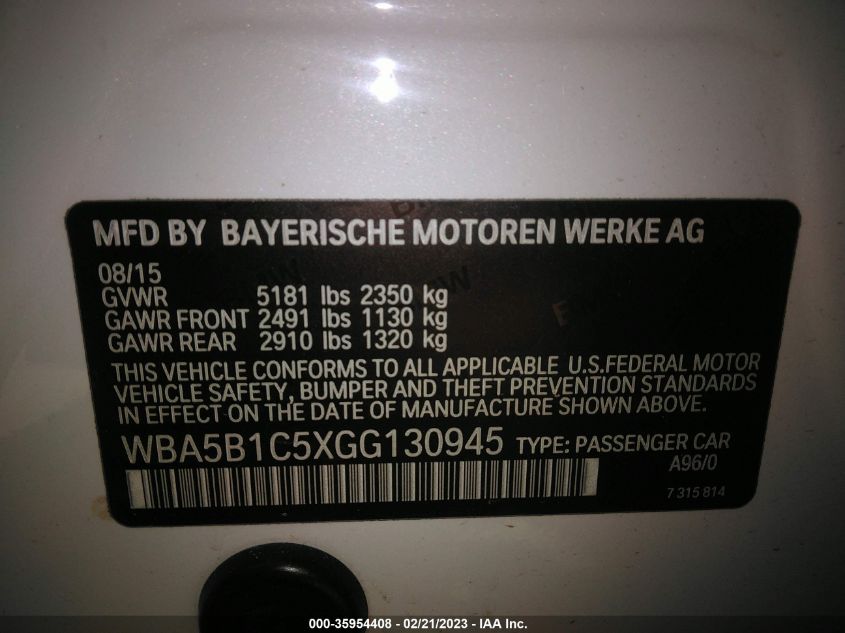 MFD BY BAYERISCHE MOTOREN WERKE AG
08/15
GVWR 5181 lbs 2350 kg
GAWR FRONT 2491 lbs 1130 kg
GAWR REAR 2910 lbs 1320 kg
THIS VEHICLE CONFORMS TO ALL APPLICABLE U.S.FEDERAL MOTOR
VEHICLE SAFETY, BUMPER AND THEFT PREVENTION STANDARDS
IN EFFECT ON THE DATE OF MANUFACTURE SHOWN ABOVE.
WBA5B1C5XGG130945 TYPE: PASSENGER CAR
A96/0
7 315 814
000-35954408 - 02/21/2023 - IAA Inc.